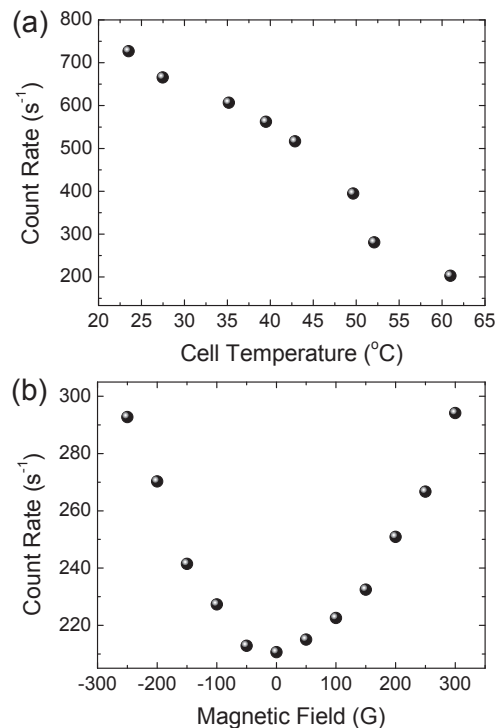 (a)
800
700
600
500
400
300
200
Count Rate (s⁻¹)
20 25 30 35 40 45 50 55 60 65
Cell Temperature (°C)
(b)
300
280
260
240
220
Count Rate (s⁻¹)
-300 -200 -100 0 100 200 300
Magnetic Field (G)